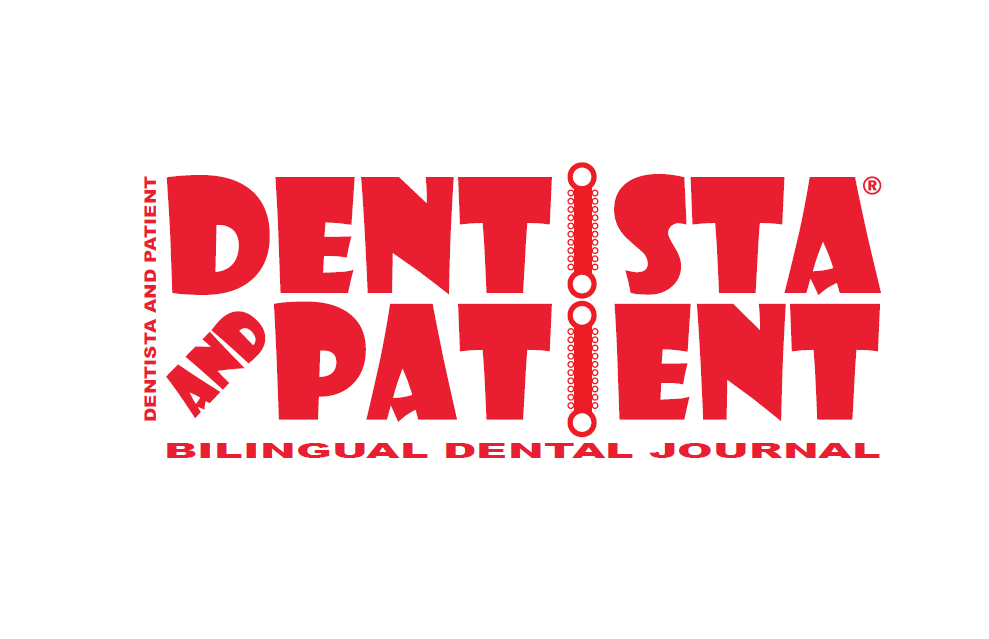 DENTISTA AND PATIENT
DENTISTA®
AND PATIENT
BILINGUAL DENTAL JOURNAL